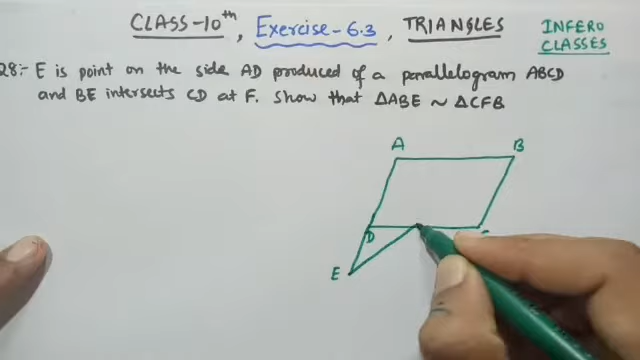 CLASS-10th, Exercise-6.3, TRIANGLES
INFERO
CLASSES
28:- E is point on the side AD produced of a parallelogram ABCD
and BE intersects CD at F. Show that ΔABE ~ ΔCFB
A
B
D
E